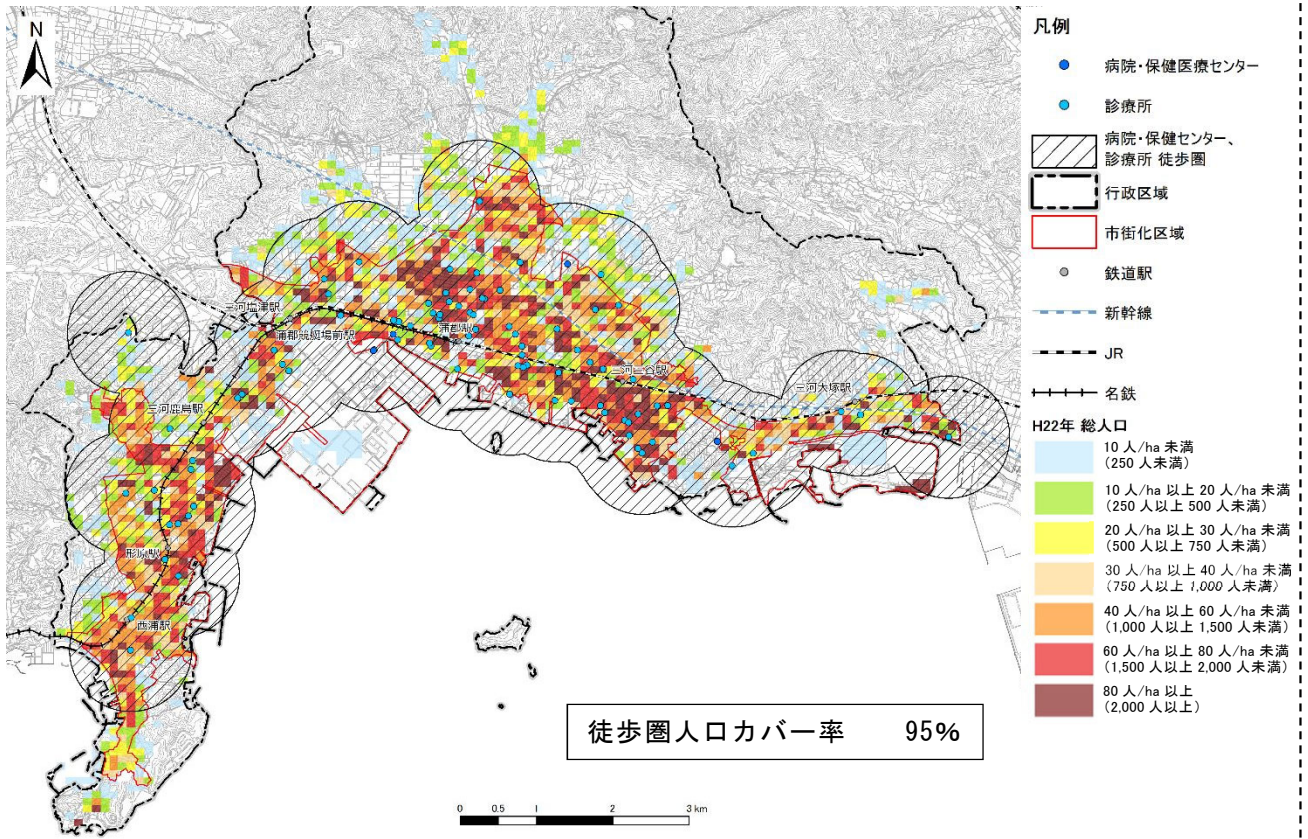 N
三河塩津駅
蒲郡競艇場前駅
蒲郡駅
三河三谷駅
三河大塚駅
三河鹿島駅
形原駅
西浦駅
徒歩圏人口カバー率 95%
0 0.5 1 2 3 km
凡例
病院・保健医療センター
診療所
病院・保健センター、
診療所 徒歩圏
行政区域
市街化区域
鉄道駅
新幹線
JR
名鉄
H22年 総人口
10 人/ha 未満
(250 人未満)
10 人/ha 以上 20 人/ha 未満
(250 人以上 500 人未満)
20 人/ha 以上 30 人/ha 未満
(500 人以上 750 人未満)
30 人/ha 以上 40 人/ha 未満
(750 人以上 1,000 人未満)
40 人/ha 以上 60 人/ha 未満
(1,000 人以上 1,500 人未満)
60 人/ha 以上 80 人/ha 未満
(1,500 人以上 2,000 人未満)
80 人/ha 以上
(2,000 人以上)